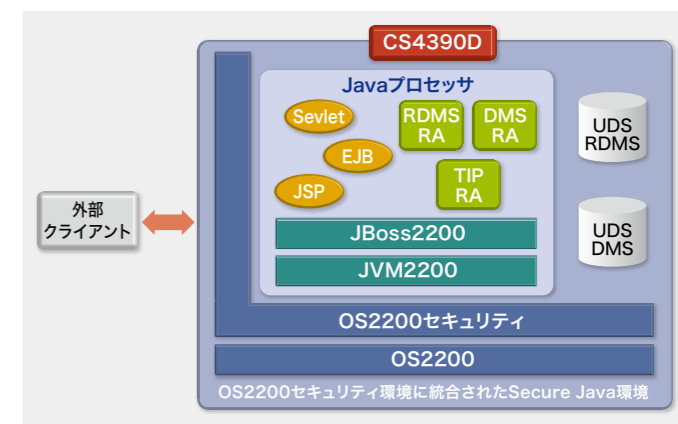 CS4390D
Javaプロセッサ
Sevlet
RDMS
RA
DMS
RA
EJB
JSP
TIP
RA
UDS
RDMS
外部
クライアント
JBoss2200
UDS
DMS
JVM2200
OS2200セキュリティ
OS2200
OS2200セキュリティ環境に統合されたSecure Java環境